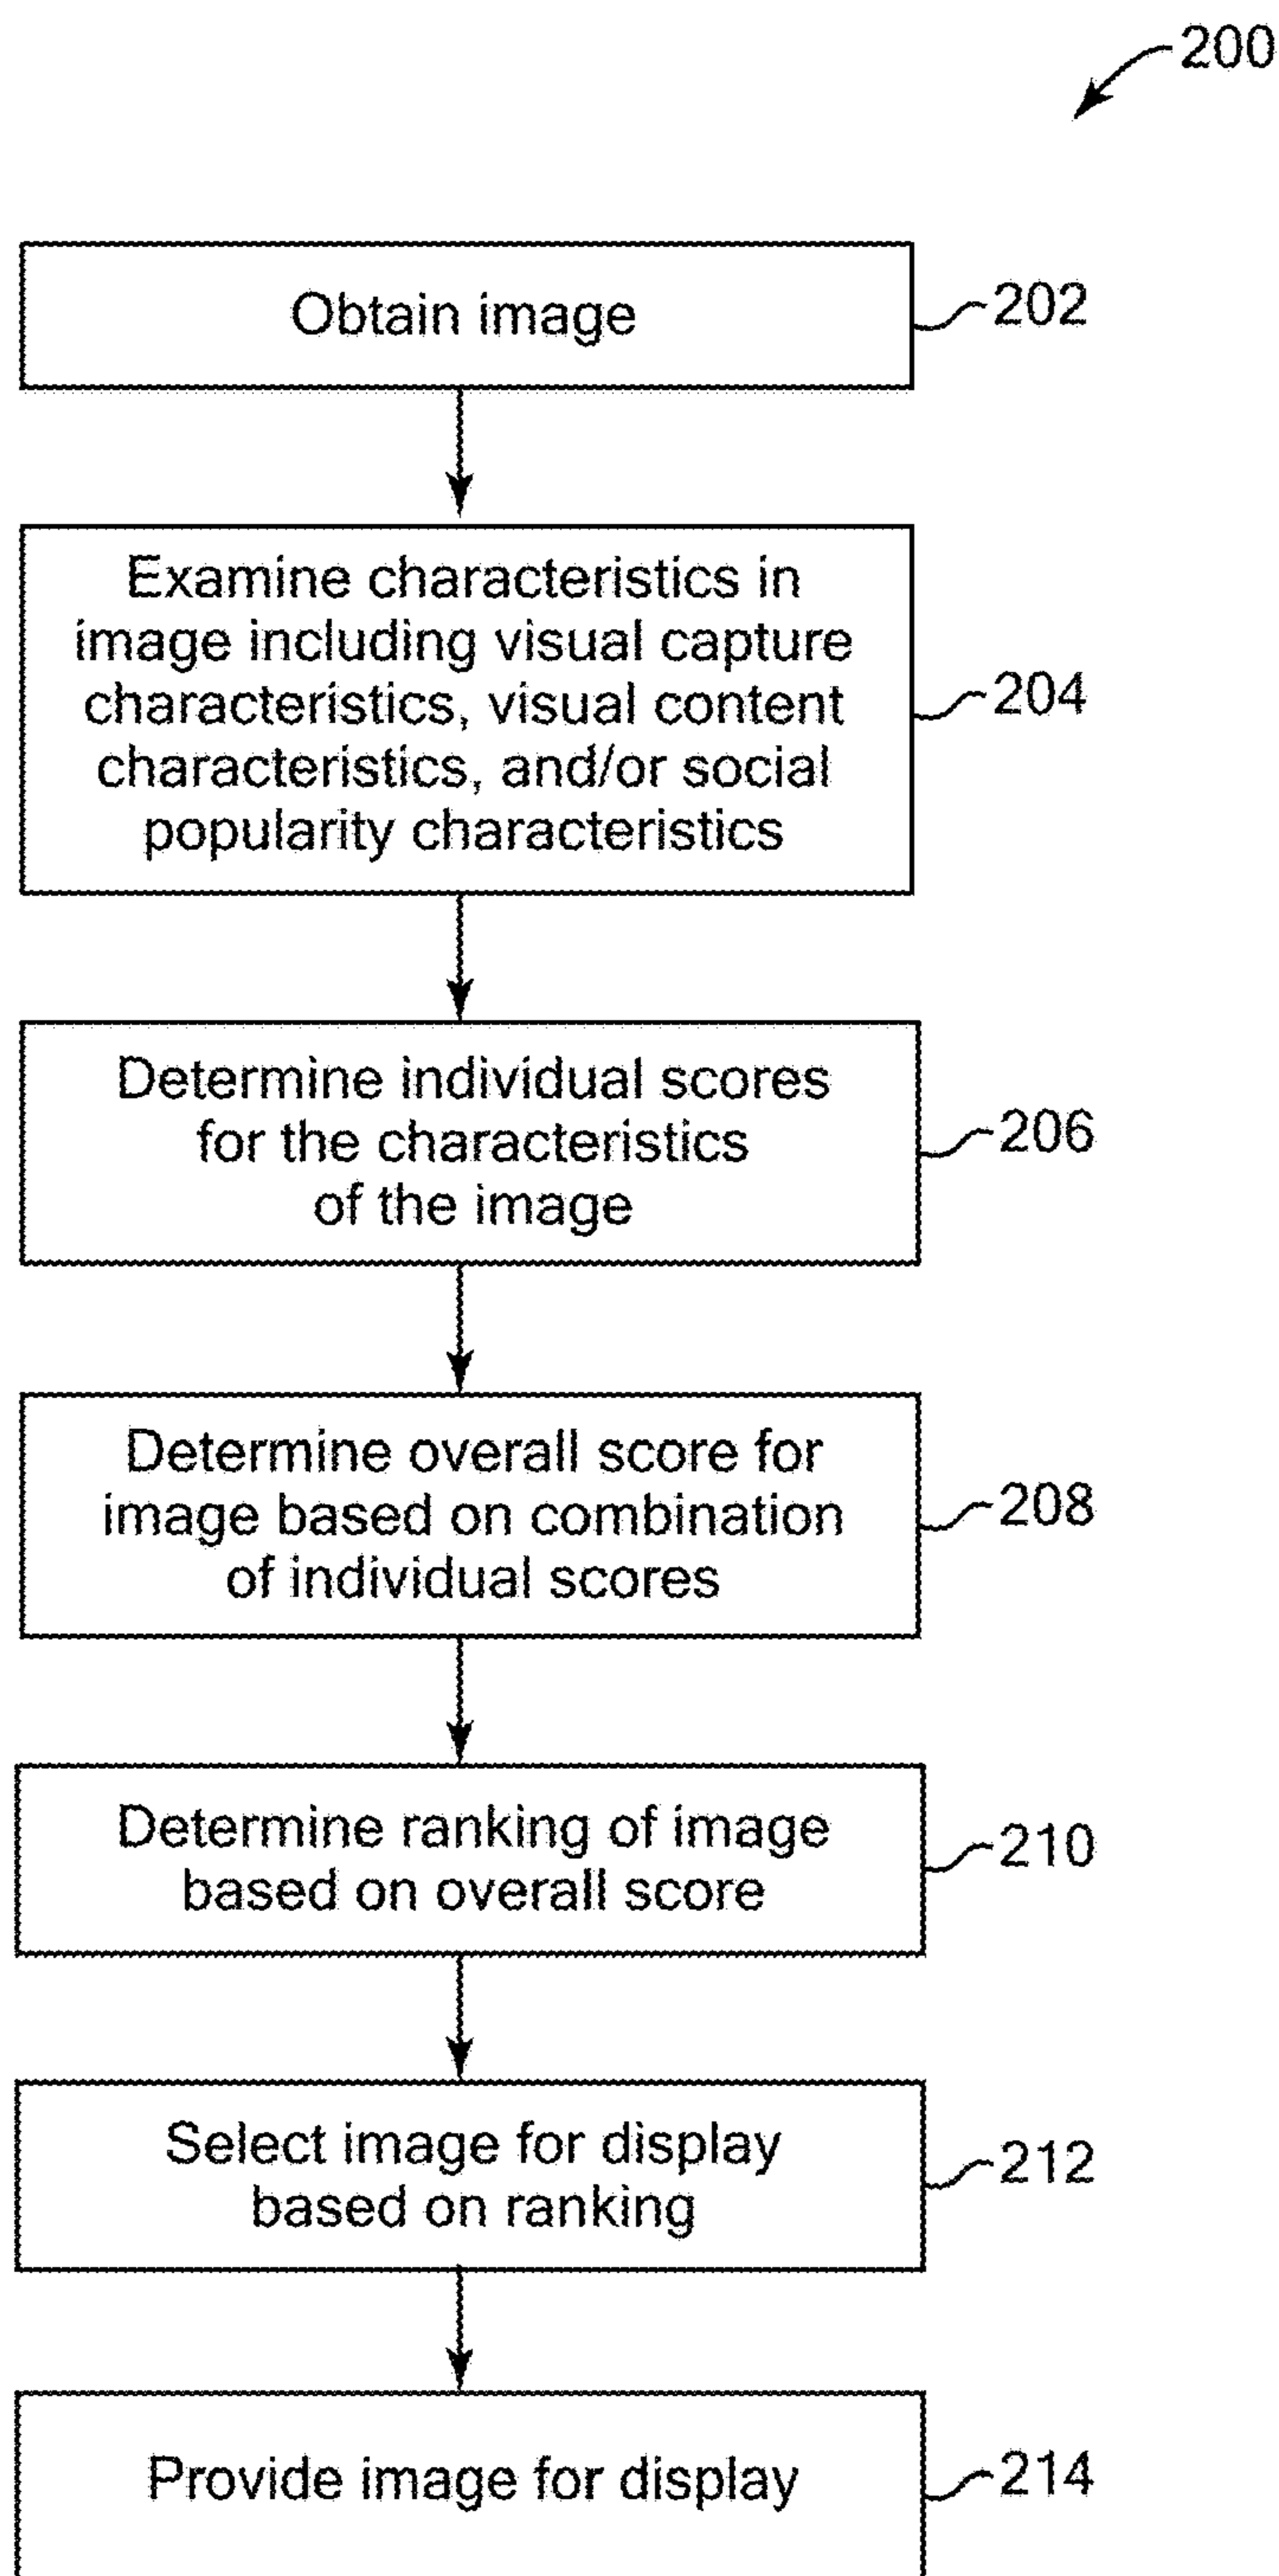 200
Obtain image
202
Examine characteristics in
image including visual capture
characteristics, visual content
characteristics, and/or social
popularity characteristics
204
Determine individual scores
for the characteristics
of the image
206
Determine overall score for
image based on combination
of individual scores
208
Determine ranking of image
based on overall score
210
Select image for display
based on ranking
212
Provide image for display
214